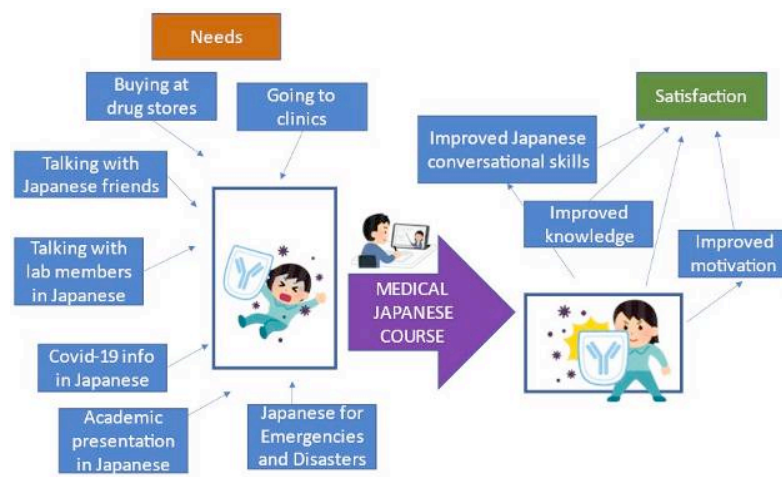 Needs
Buying at
drug stores
Going to
clinics
Talking with
Japanese friends
Talking with
lab members
in Japanese
Covid-19 info
in Japanese
Academic
presentation
in Japanese
Japanese for
Emergencies
and Disasters
MEDICAL
JAPANESE
COURSE
Satisfaction
Improved Japanese
conversational skills
Improved
knowledge
Improved
motivation